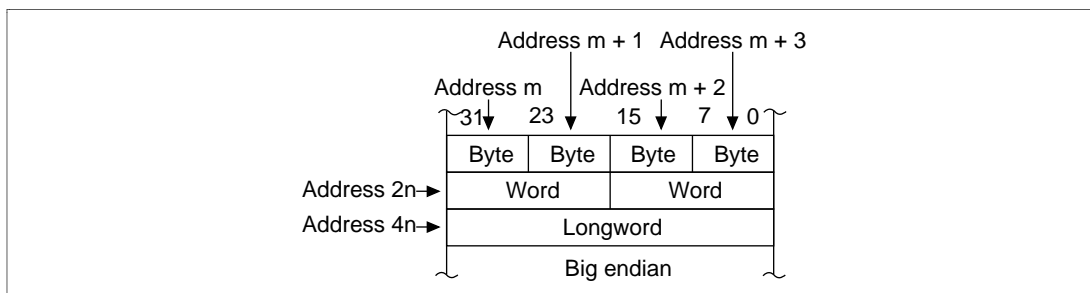 Address m + 1 Address m + 3
Address m Address m + 2
31 23 15 7 0
Byte Byte Byte Byte
Address 2n Word Word
Address 4n Longword
Big endian